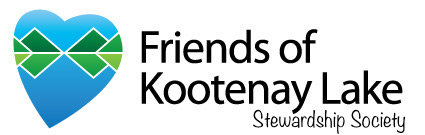 Friends of
Kootenay Lake
Stewardship Society